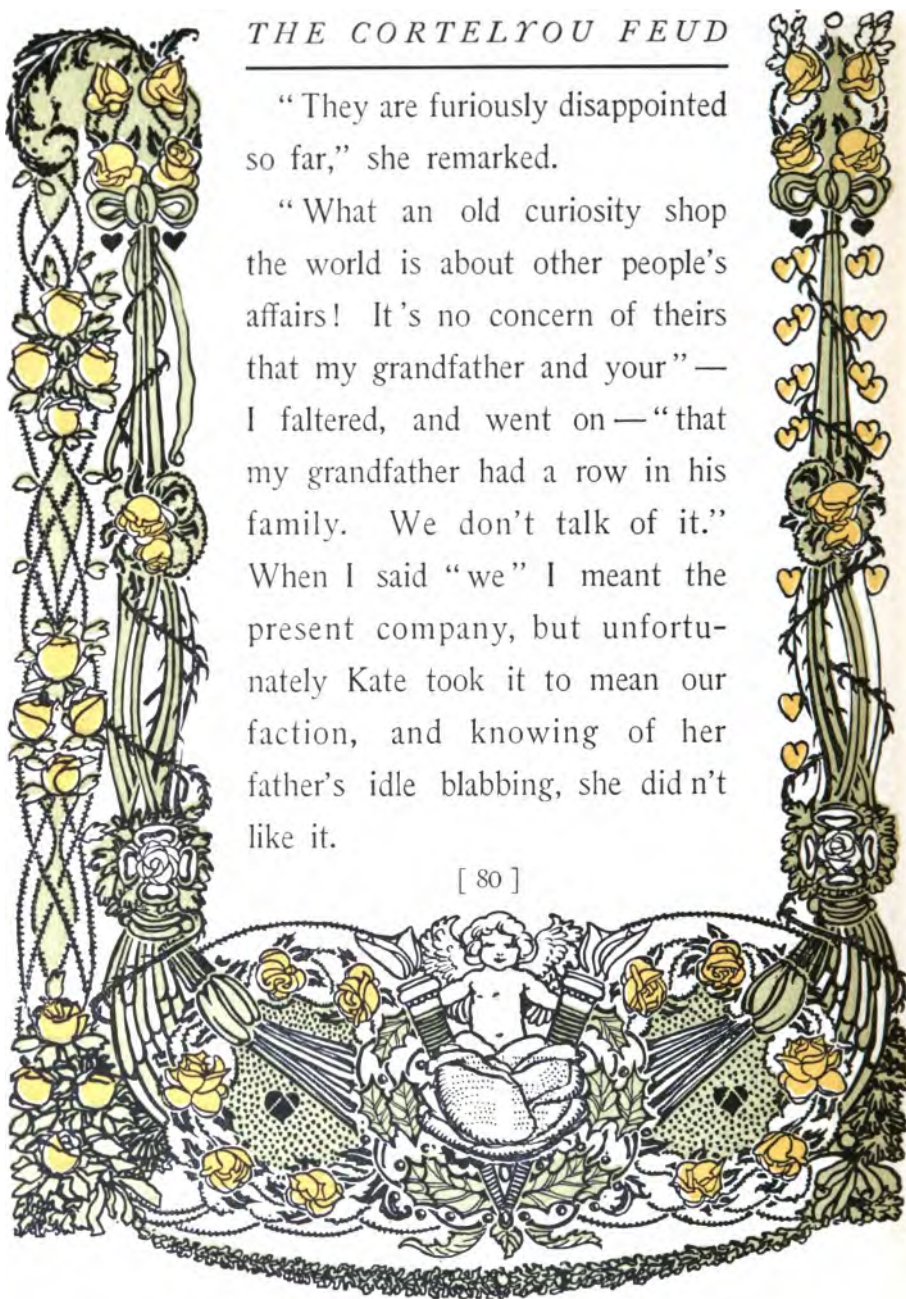 THE CORTELYOU FEUD
“ They are furiously disappointed
so far,” she remarked.
“ What an old curiosity shop
the world is about other people’s
affairs! It ’s no concern of theirs
that my grandfather and your” —
I faltered, and went on — “ that
my grandfather had a row in his
family. We don’t talk of it.”
When I said “ we ” I meant the
present company, but unfortu-
nately Kate took it to mean our
faction, and knowing of her
father’s idle blabbing, she did n’t
like it.
[ 80 ]